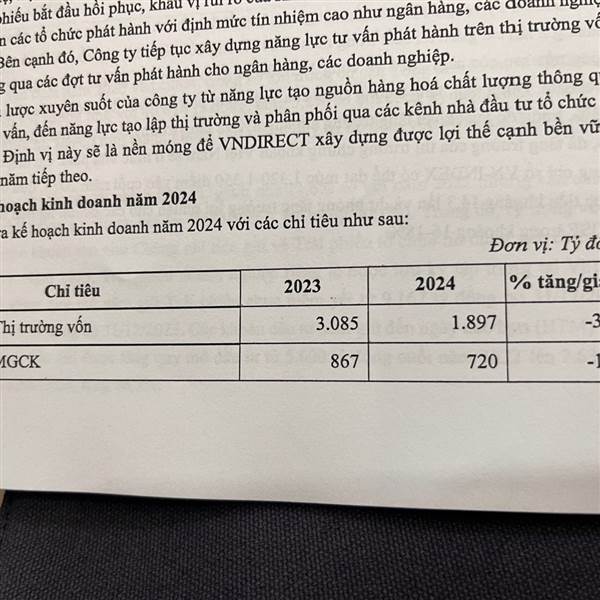 bắt đầu hồi phục, khẩu vị
các tổ chức phát hành với định mức tín nhiệm cao như ngân hàng, các doanh
Bên cạnh đó, Công ty tiếp tục xây dựng năng lực tư vấn phát hành trên thị trường
qua các đợt tư vấn phát hành cho ngân hàng, các doanh nghiệp.
lược xuyên suốt của công ty từ năng lực tạo nguồn hàng hoá chất lượng thông
vấn, đến năng lực tạo lập thị trường và phân phối qua các kênh nhà đầu tư tổ chức
Định vị này sẽ là nền móng để VNDIRECT xây dựng được lợi thế cạnh bền
năm tiếp theo.
hoạch kinh doanh năm 2024
ra kế hoạch kinh doanh năm 2024 với các chỉ tiêu như sau:
Đơn vị: Tỷ
Chỉ tiêu 2023 2024 % tăng/
Thị trường vốn 3.085 1.897 -3
MGCK 867 720 -1